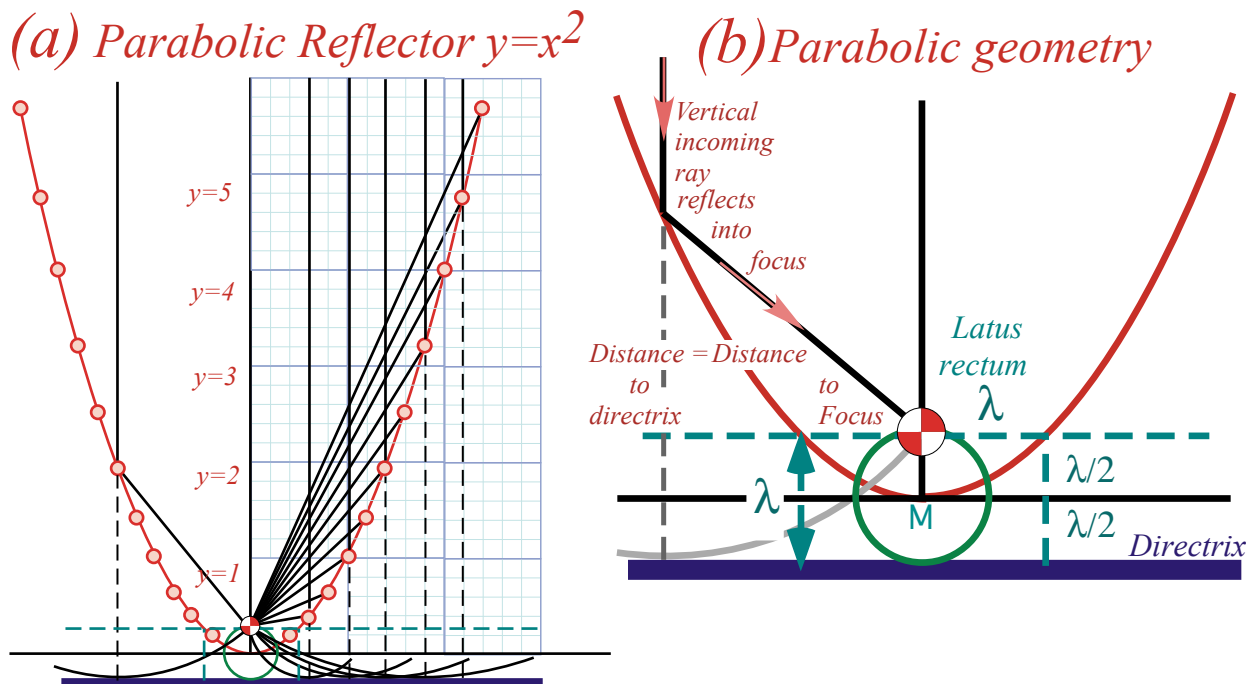 (a) Parabolic Reflector y=x2
y=5
y=4
y=3
y=2
y=1
(b) Parabolic geometry
Vertical
incoming
ray
reflects
into
focus
Distance = Distance
to
directrix
to
Focus
Latus
rectum
λ
λ
λ/2
λ/2
M
Directrix